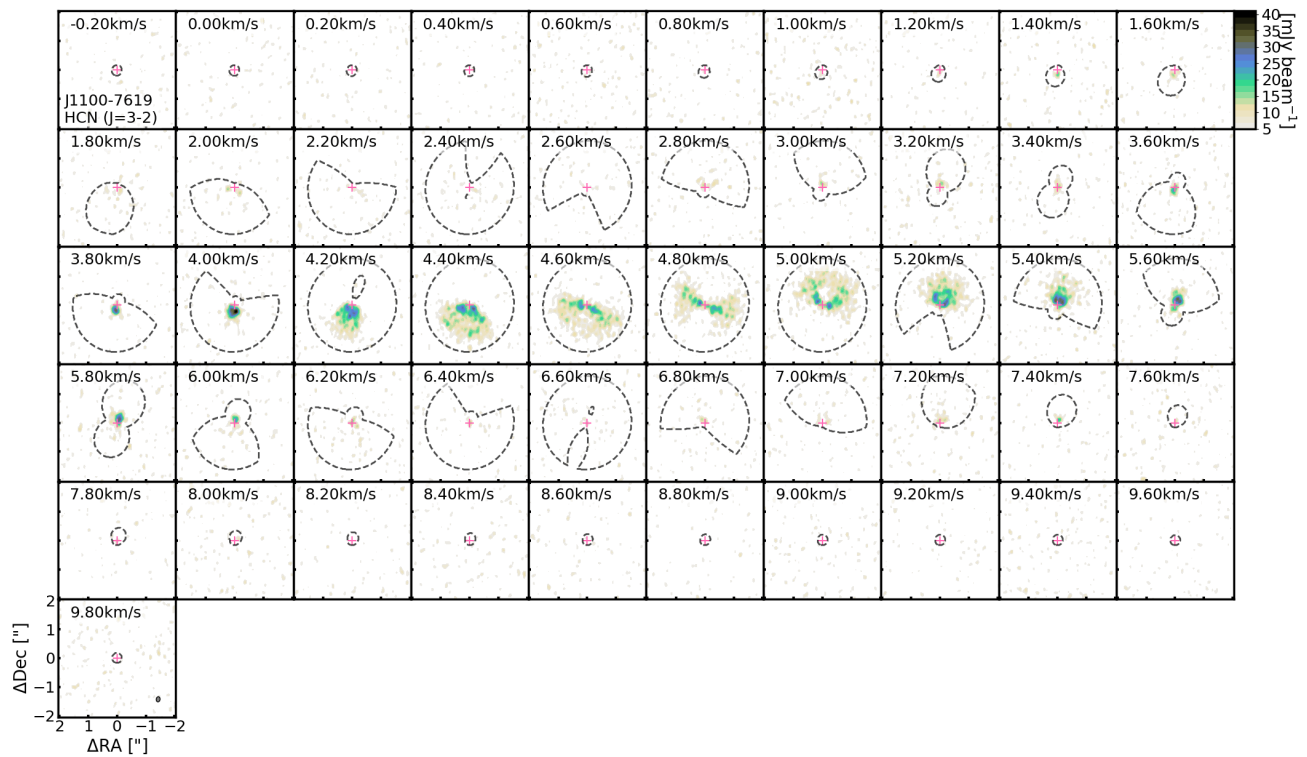 -0.20km/s 0.00km/s 0.20km/s 0.40km/s 0.60km/s 0.80km/s 1.00km/s 1.20km/s 1.40km/s 1.60km/s
J1100-7619
HCN (J=3-2)
40
35
30
25
20
15
10
5
[mJy beam⁻¹]
1.80km/s 2.00km/s 2.20km/s 2.40km/s 2.60km/s 2.80km/s 3.00km/s 3.20km/s 3.40km/s 3.60km/s
3.80km/s 4.00km/s 4.20km/s 4.40km/s 4.60km/s 4.80km/s 5.00km/s 5.20km/s 5.40km/s 5.60km/s
5.80km/s 6.00km/s 6.20km/s 6.40km/s 6.60km/s 6.80km/s 7.00km/s 7.20km/s 7.40km/s 7.60km/s
7.80km/s 8.00km/s 8.20km/s 8.40km/s 8.60km/s 8.80km/s 9.00km/s 9.20km/s 9.40km/s 9.60km/s
9.80km/s
2
1
0
−1
−2
ΔDec ["]
2 1 0 −1 −2
ΔRA ["]